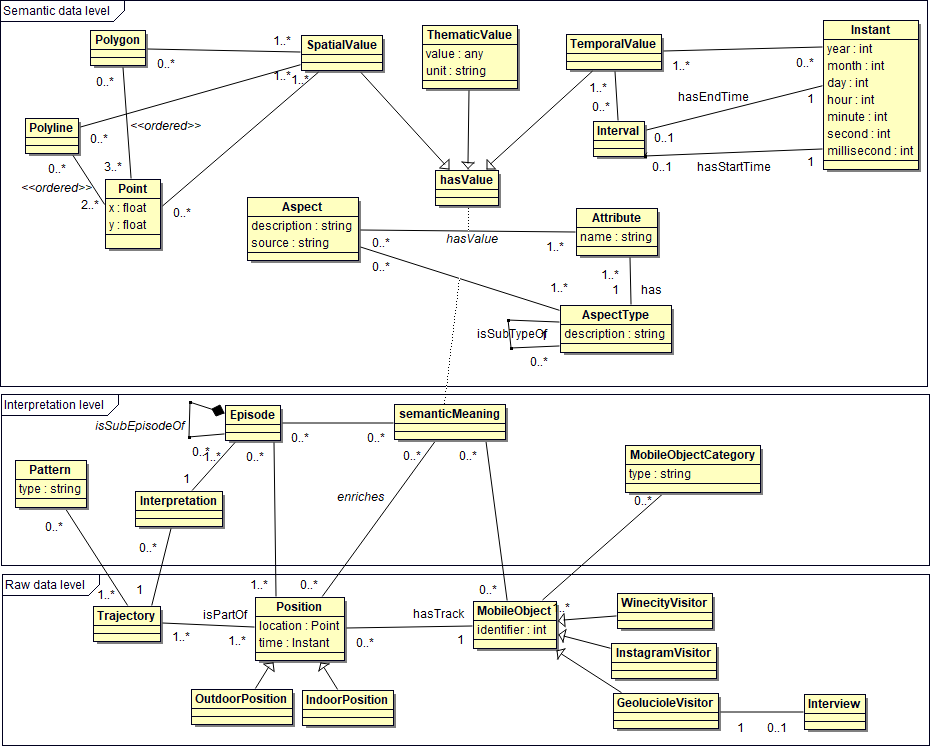 Semantic data level
Polygon
1..*
0..*
SpatialValue
0..*
1..*
1..*
ThematicValue
value : any
unit : string
TemporalValue
1..*
0..*
1..*
0..*
Instant
year : int
month : int
day : int
hour : int
minute : int
second : int
millisecond : int
hasEndTime
1
0..1
Interval
0..1
hasStartTime
1
Polyline
0..*
<<ordered>>
0..*
3..*
<<ordered>>
2..*
Point
x : float
y : float
0..*
hasValue
Aspect
description : string
source : string
0..*
hasValue
1..*
Attribute
name : string
0..*
1..*
1..*
1
has
AspectType
description : string
isSubTypeOf
0..*
Interpretation level
isSubEpisodeOf
Episode
0..*
1..*
0..*
0..*
0..*
semanticMeaning
0..*
0..*
Pattern
type : string
0..*
1
Interpretation
0..*
enriches
MobileObjectCategory
type : string
0..*
Raw data level
1..*
1
Trajectory
1..*
isPartOf
1..*
1..*
0..*
Position
location : Point
time : Instant
0..*
hasTrack
1
0..*
MobileObject
identifier : int
WinecityVisitor
InstagramVisitor
OutdoorPosition
IndoorPosition
GeolucioleVisitor
1
0..1
Interview